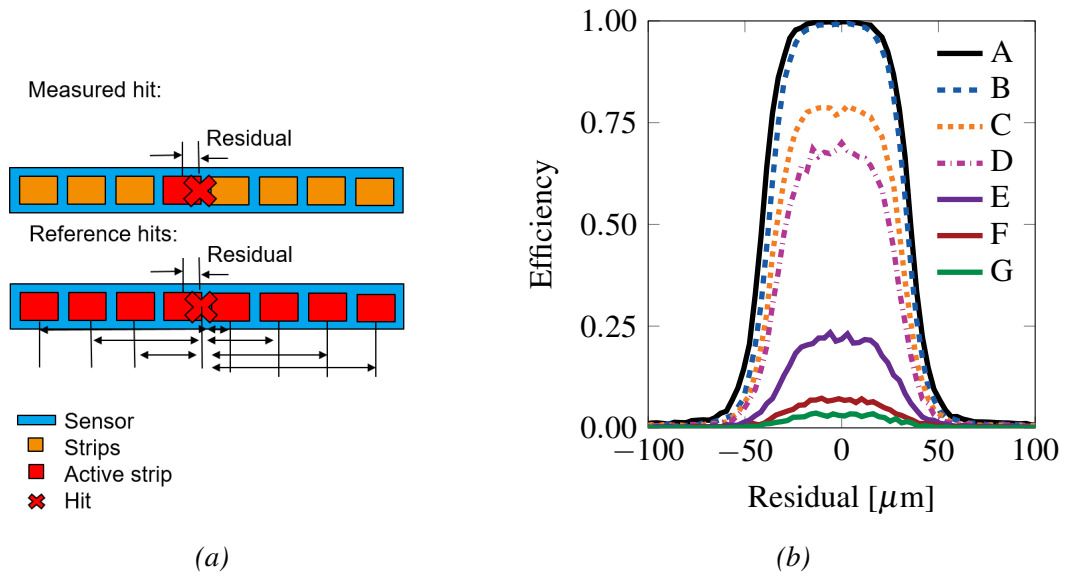 Measured hit:
Residual
Reference hits:
Residual
Sensor
Strips
Active strip
Hit
(a)
1.00
0.75
0.50
0.25
0.00
Efficiency
−100
−50
0
50
100
Residual [μm]
A
B
C
D
E
F
G
(b)